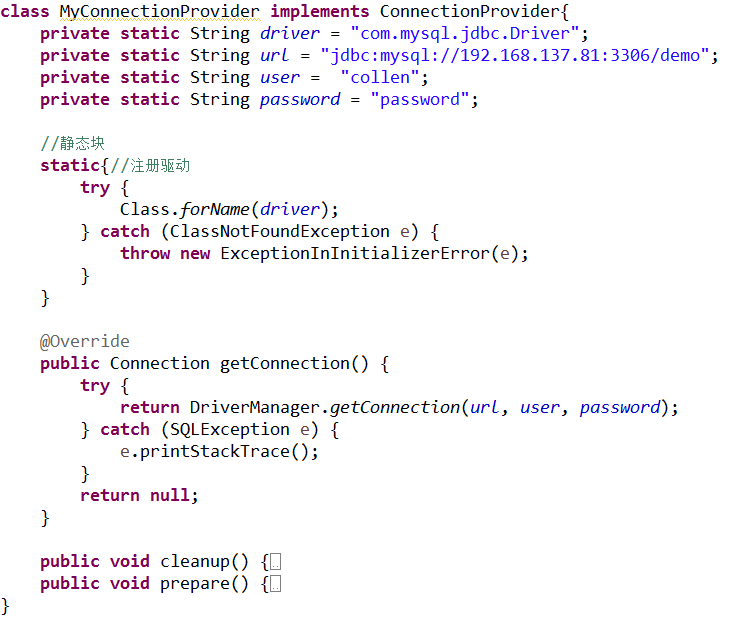 class MyConnectionProvider implements ConnectionProvider{
    private static String driver = "com.mysql.jdbc.Driver";
    private static String url = "jdbc:mysql://192.168.137.81:3306/demo";
    private static String user =  "collen";
    private static String password = "password";

    //静态块
    static{//注册驱动
        try {
            Class.forName(driver);
        } catch (ClassNotFoundException e) {
            throw new ExceptionInInitializerError(e);
        }
    }

    @Override
    public Connection getConnection() {
        try {
            return DriverManager.getConnection(url, user, password);
        } catch (SQLException e) {
            e.printStackTrace();
        }
        return null;
    }

    public void cleanup() {..
    public void prepare() {..
}